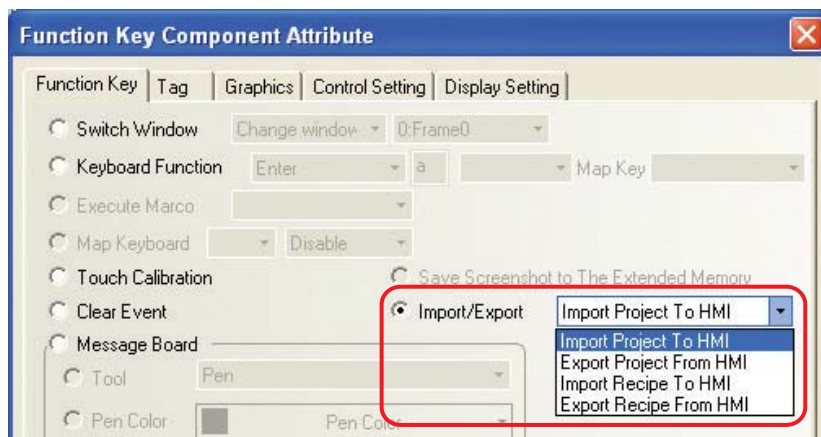 Function Key Component Attribute
Function Key Tag Graphics Control Setting Display Setting
Switch Window Change window 0:Frame0
Keyboard Function Enter a Map Key
Execute Marco
Map Keyboard Disable
Touch Calibration Save Screenshot to The Extended Memory
Clear Event Import/Export Import Project To HMI
Import Project To HMI
Message Board Export Project From HMI
Tool Pen Import Recipe To HMI
Export Recipe From HMI
Pen Color Pen Color